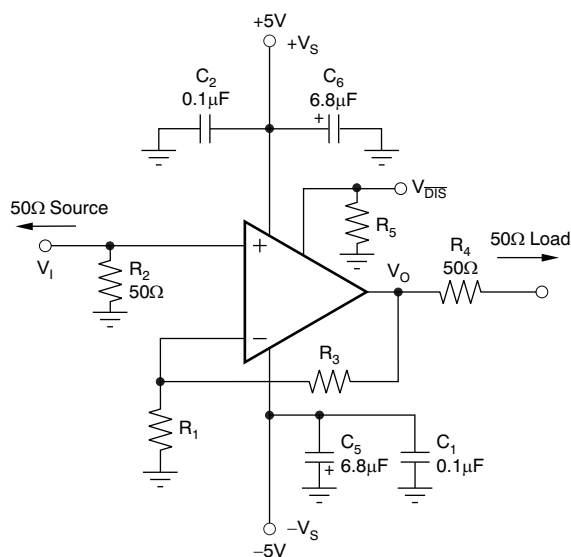 +5V
+V_S
C_2
0.1μF
C_6
6.8μF
+
50Ω Source
V_I
R_2
50Ω
+
−
V_DIS
R_5
V_O
R_4
50Ω
50Ω Load
R_3
R_1
C_5
6.8μF
+
C_1
0.1μF
−V_S
−5V